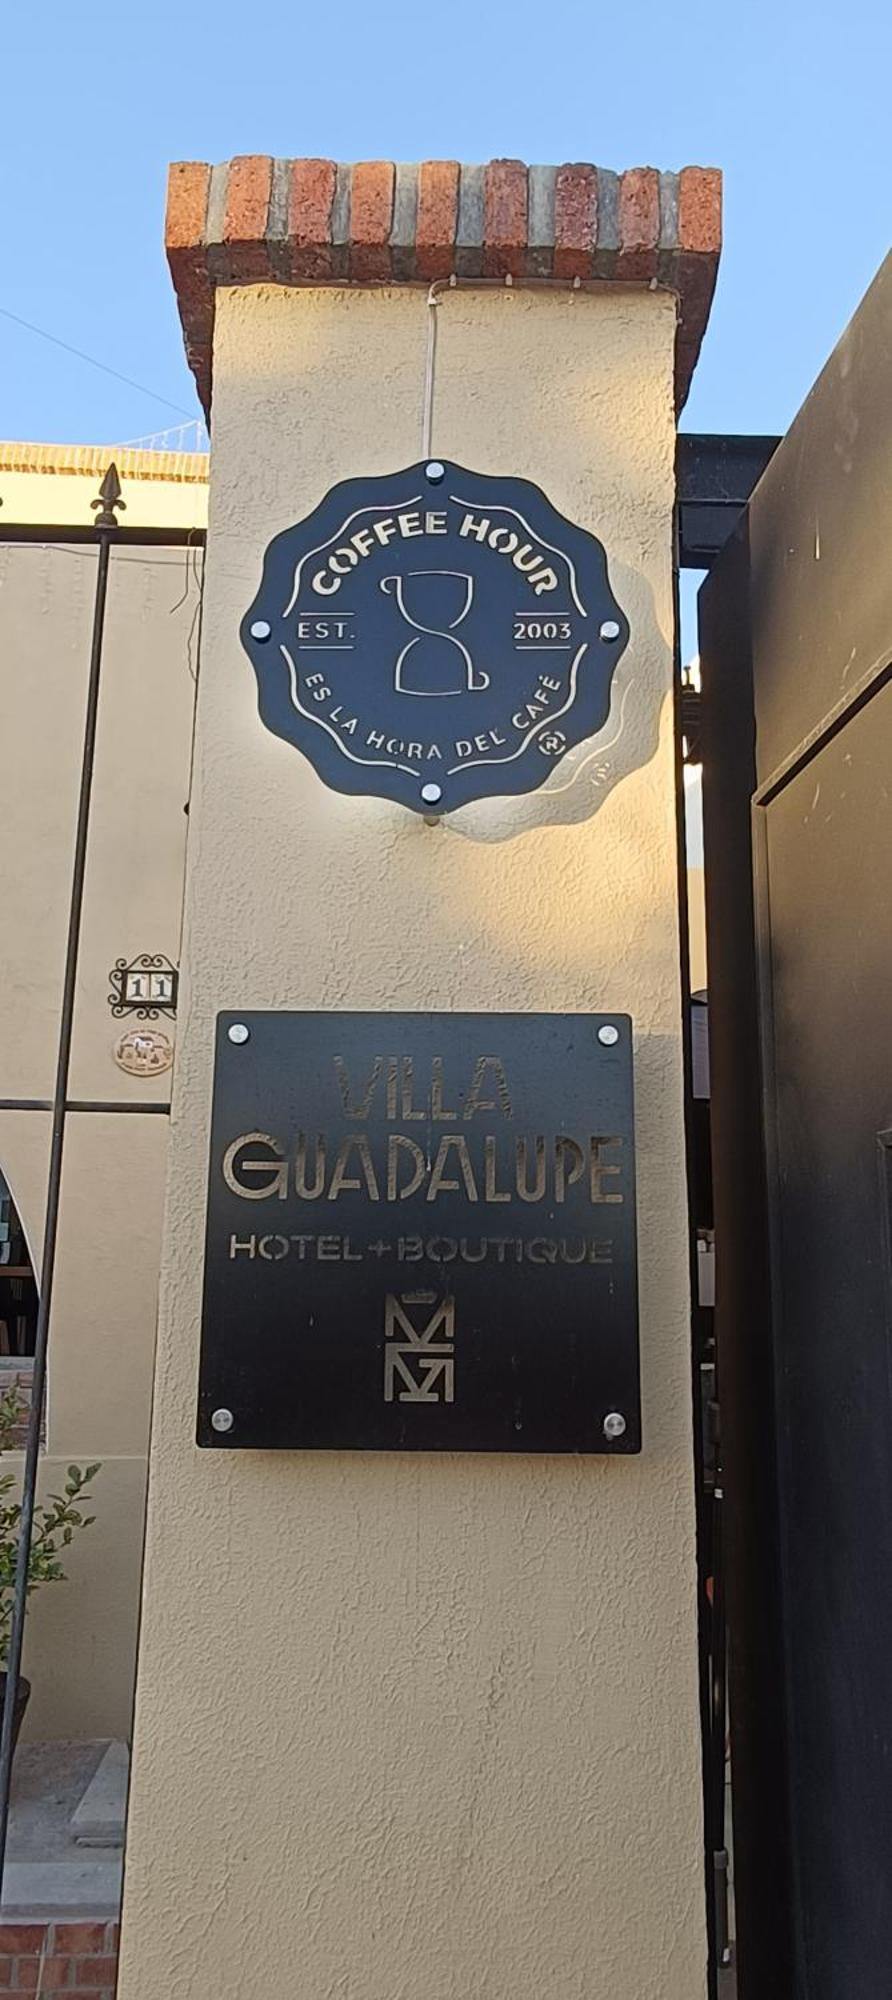 COFFEE HOUR
EST. 2003
ES LA HORA DEL CAFÉ
®
11
VILLA
GUADALUPE
HOTEL+BOUTIQUE